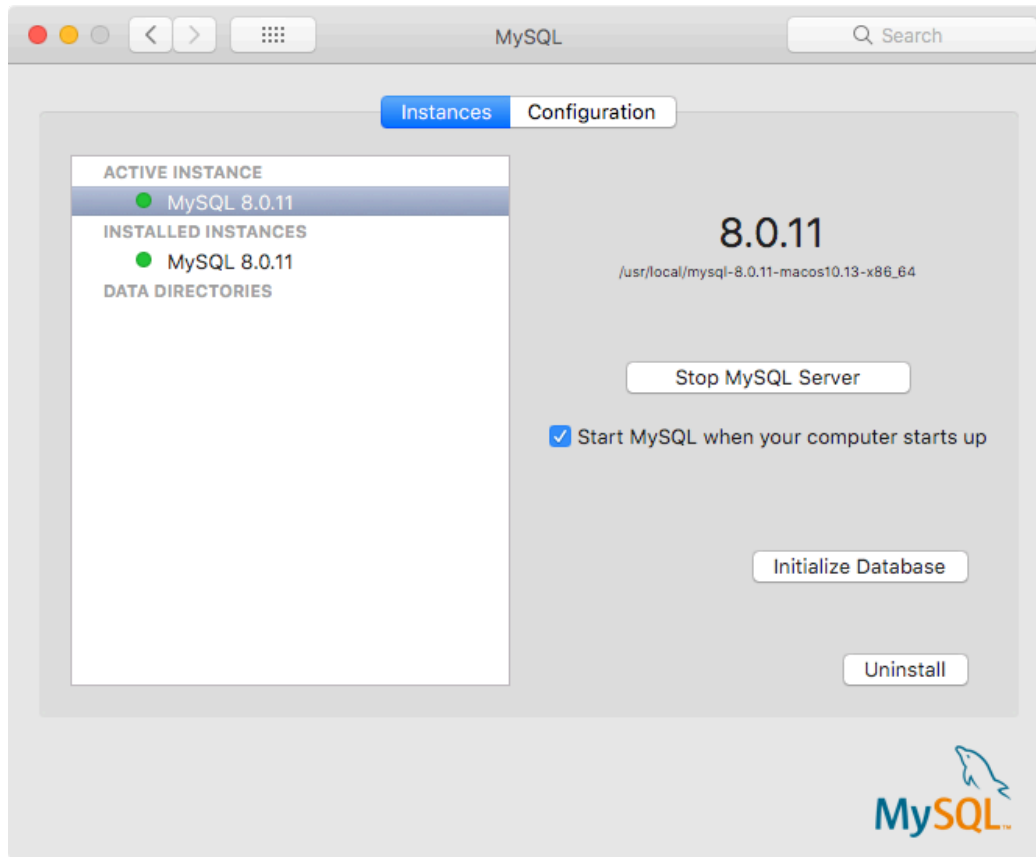 MySQL
Search
Instances
Configuration
ACTIVE INSTANCE
MySQL 8.0.11
INSTALLED INSTANCES
MySQL 8.0.11
DATA DIRECTORIES
8.0.11
/usr/local/mysql-8.0.11-macos10.13-x86_64
Stop MySQL Server
Start MySQL when your computer starts up
Initialize Database
Uninstall
MySQL™